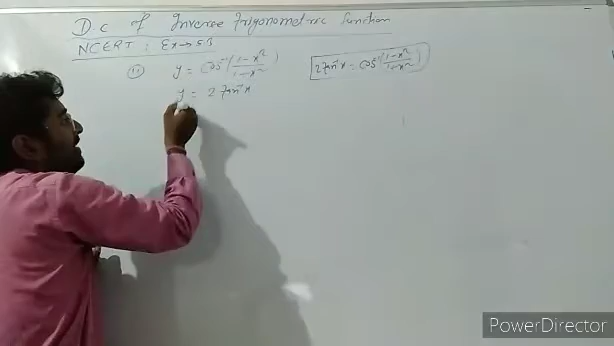 D C of Inverse Trigonometric Function
NCERT: Ex → 5.3
(11) y = Cos⁻¹(1-x²/1-x²) 2 tan⁻¹x = Cos⁻¹(1-x²/1-x²)
y = 2 tan⁻¹x
PowerDirector